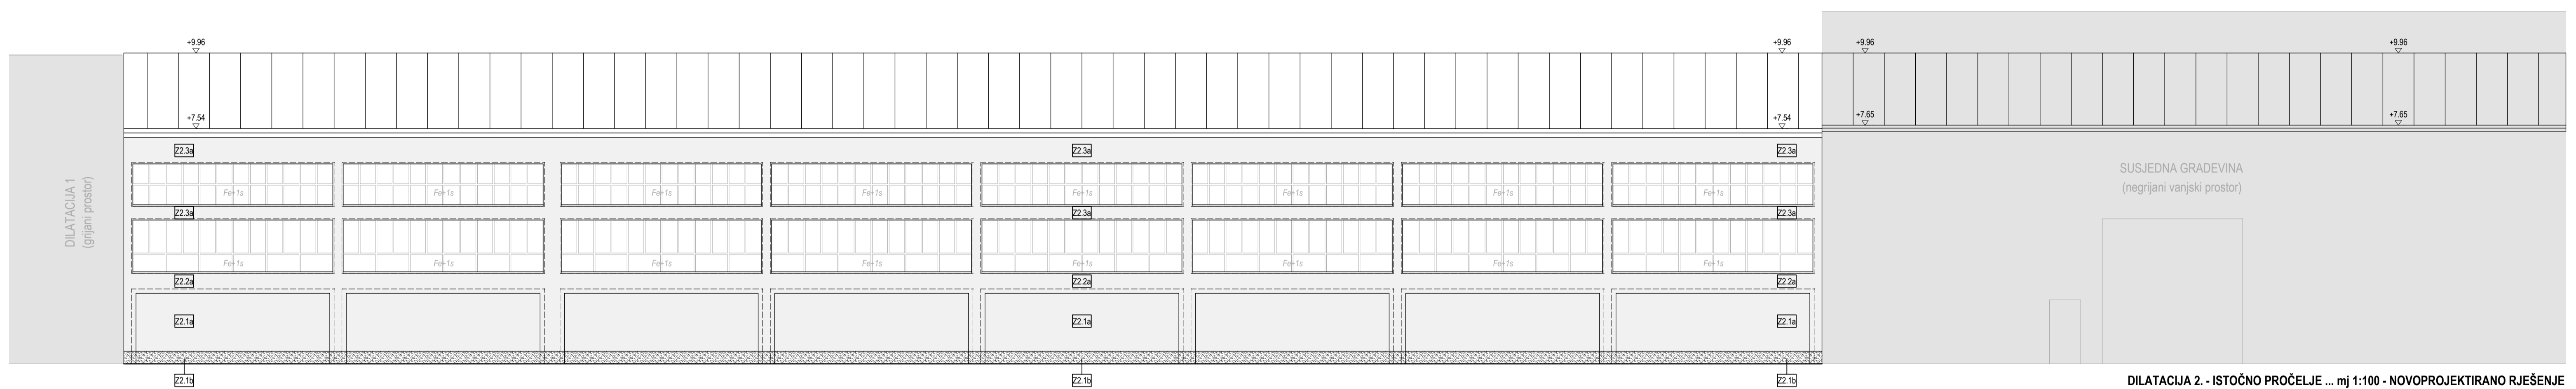 +9.96 +9.96 +9.96 +9.96
+7.54 +7.54 +7.65 +7.65
Z2.3a Z2.3a Z2.3a
DILATACIJA 1
(grijani prostor)
SUSJEDNA GRAĐEVINA
(negrijani vanjski prostor)
Fe-1s Fe-1s Fe-1s Fe-1s Fe-1s Fe-1s Fe-1s Fe-1s
Z2.3a Z2.3a Z2.3a
Fe-1s Fe-1s Fe-1s Fe-1s Fe-1s Fe-1s Fe-1s Fe-1s
Z2.2a Z2.2a Z2.2a
Z2.1a Z2.1a Z2.1a
Z2.1b Z2.1b Z2.1b
DILATACIJA 2. - ISTOČNO PROČELJE ... mj 1:100 - NOVOPROJEKTIRANO RJEŠENJE